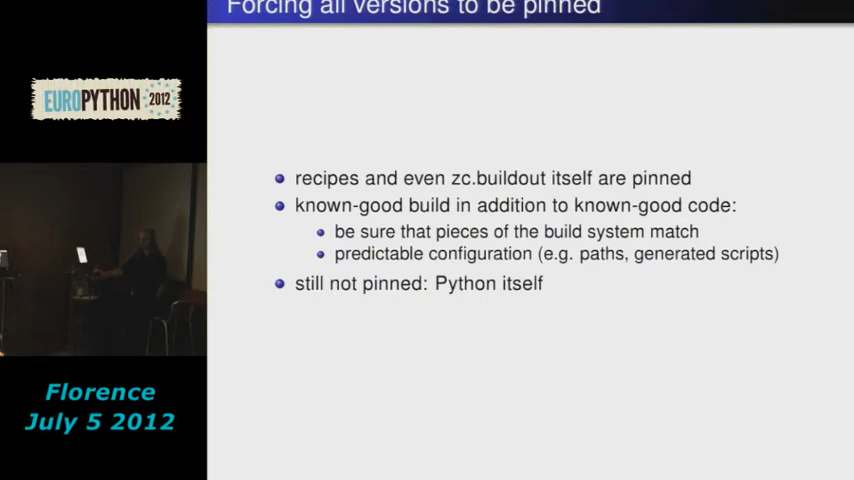 Forcing all versions to be pinned
EUROPYTHON 2012
recipes and even zc.buildout itself are pinned
known-good build in addition to known-good code:
be sure that pieces of the build system match
predictable configuration (e.g. paths, generated scripts)
still not pinned: Python itself
Florence
July 5 2012